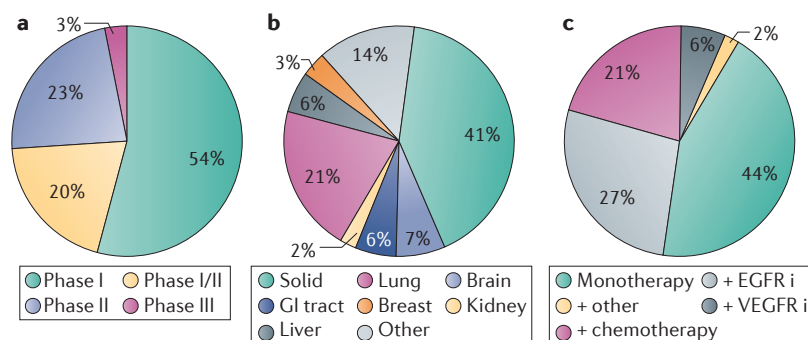 a
3%
23%
54%
20%
Phase I
Phase I/II
Phase II
Phase III
b
14%
3%
6%
41%
21%
2%
6%
7%
Solid
Lung
Brain
GI tract
Breast
Kidney
Liver
Other
c
6%
2%
21%
44%
27%
Monotherapy
+ EGFR i
+ other
+ VEGFR i
+ chemotherapy